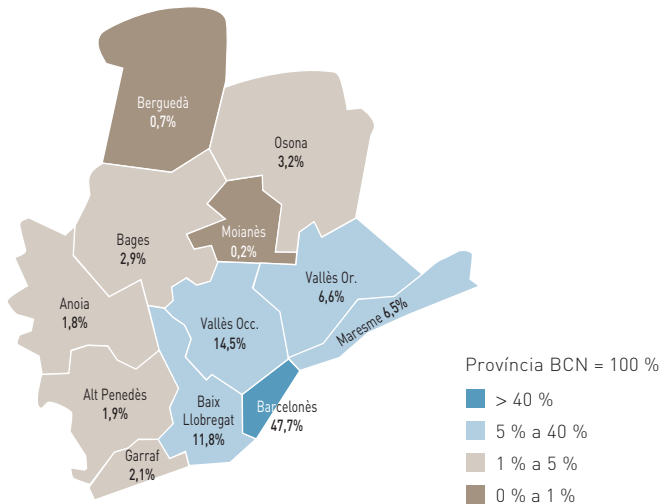 Berguedà
0,7%
Osona
3,2%
Moianès
0,2%
Bages
2,9%
Vallès Or.
6,6%
Anoia
1,8%
Maresme 6,5%
Vallès Occ.
14,5%
Alt Penedès
1,9%
Baix
Llobregat
11,8%
Barcelonès
47,7%
Garraf
2,1%
Província BCN = 100 %
> 40 %
5 % a 40 %
1 % a 5 %
0 % a 1 %